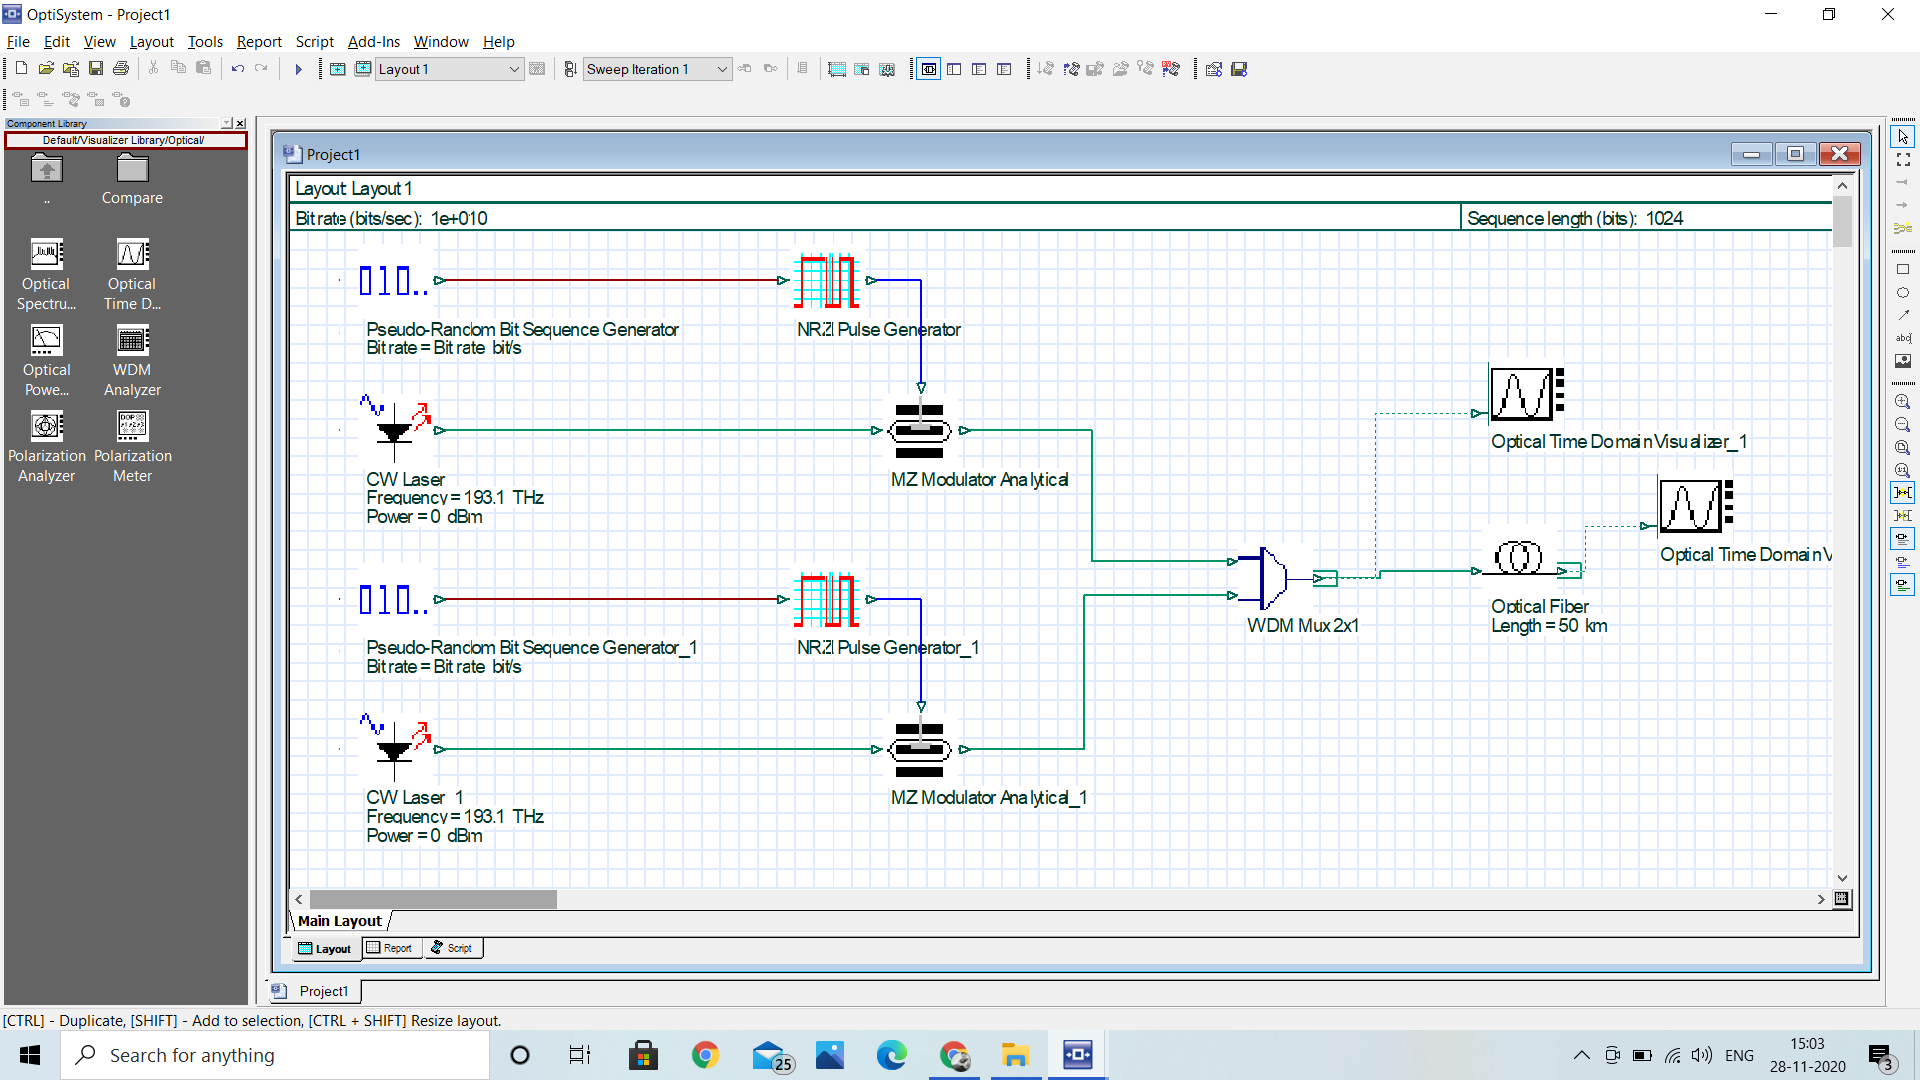 OptiSystem - Project1
File Edit View Layout Tools Report Script Add-Ins Window Help
Layout 1
Sweep Iteration 1
Component Library
Default/Visualizer Library/Optical/
.. Compare
Optical Spectru...
Optical Time D...
Optical Powe...
WDM Analyzer
Polarization Analyzer
Polarization Meter
Project1
Layout: Layout 1
Bit rate (bits/sec): 1e+010
Sequence length (bits): 1024
Pseudo-Random Bit Sequence Generator
Bit rate = Bit rate bit/s
NRZ Pulse Generator
CW Laser
Frequency = 193.1 THz
Power = 0 dBm
MZ Modulator Analytical
Optical Time Domain Visualizer_1
Optical Time Domain V
Optical Fiber
Length = 50 km
WDM Mux 2x1
Pseudo-Random Bit Sequence Generator_1
Bit rate = Bit rate bit/s
NRZ Pulse Generator_1
CW Laser_1
Frequency = 193.1 THz
Power = 0 dBm
MZ Modulator Analytical_1
Main Layout
Layout Report Script
Project1
[CTRL] - Duplicate, [SHIFT] - Add to selection, [CTRL + SHIFT] Resize layout.
Search for anything
25
ENG
15:03
28-11-2020
3